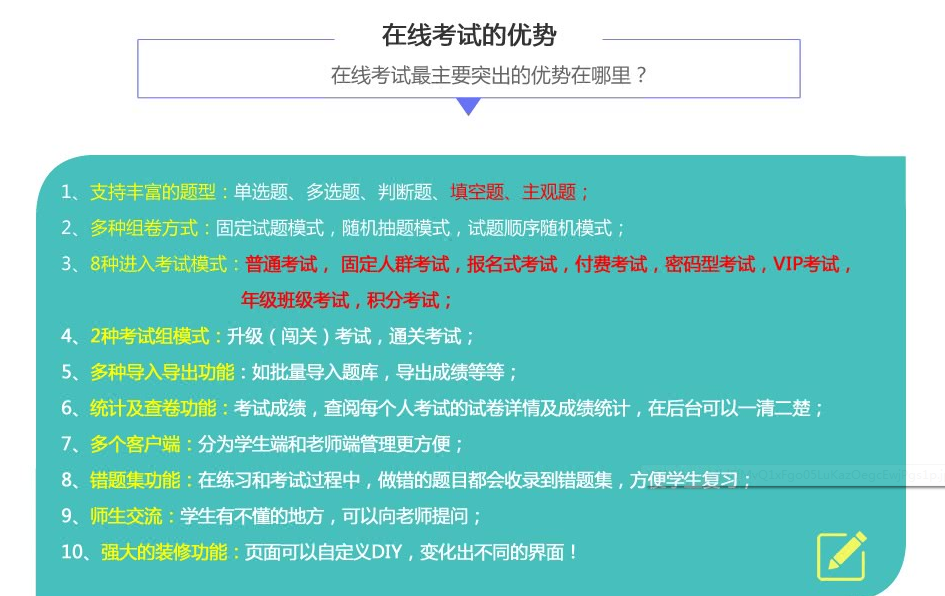 在线考试的优势
在线考试最主要突出的优势在哪里？
1、支持丰富的题型：单选题、多选题、判断题、填空题、主观题；
2、多种组卷方式：固定试题模式，随机抽题模式，试题顺序随机模式；
3、8种进入考试模式：普通考试， 固定人群考试，报名式考试，付费考试，密码型考试，VIP考试，
年级班级考试，积分考试；
4、2种考试组模式：升级（闯关）考试，通关考试；
5、多种导入导出功能：如批量导入题库，导出成绩等等；
6、统计及查卷功能：考试成绩，查阅每个人考试的试卷详情及成绩统计，在后台可以一清二楚；
7、多个客户端：分为学生端和老师端管理更方便；
8、错题集功能：在练习和考试过程中，做错的题目都会收录到错题集，方便学生复习；
9、师生交流：学生有不懂的地方，可以向老师提问；
10、强大的装修功能：页面可以自定义DIY，变化出不同的界面！